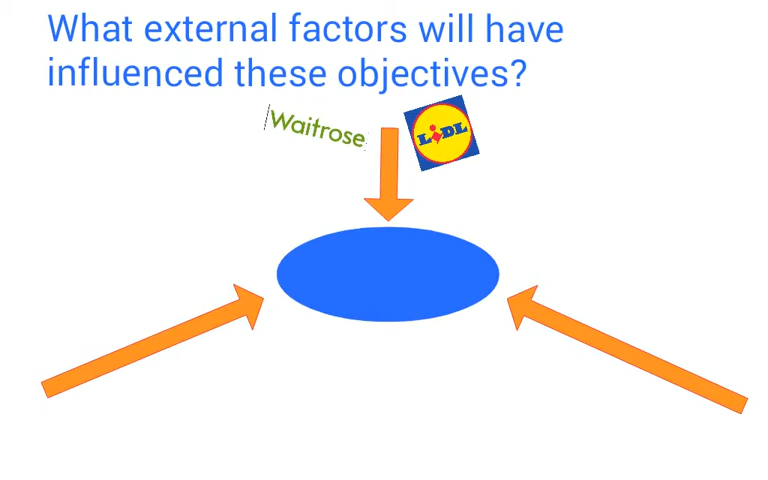 What external factors will have
influenced these objectives?
Waitrose
LiDL